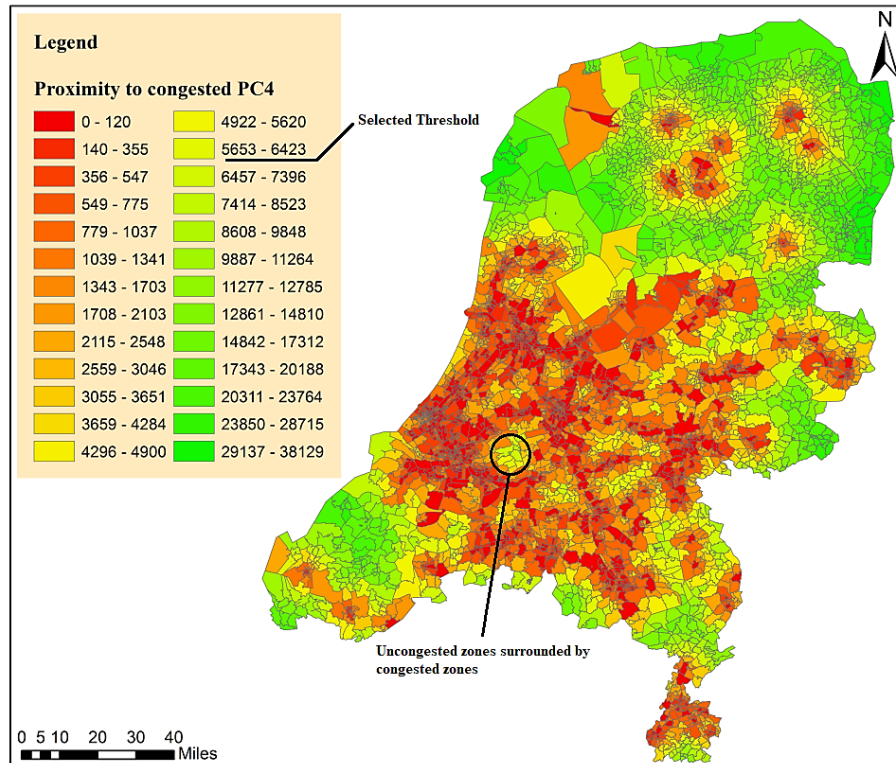 Legend
Proximity to congested PC4
0 - 120
140 - 355
356 - 547
549 - 775
779 - 1037
1039 - 1341
1343 - 1703
1708 - 2103
2115 - 2548
2559 - 3046
3055 - 3651
3659 - 4284
4296 - 4900
4922 - 5620
5653 - 6423
6457 - 7396
7414 - 8523
8608 - 9848
9887 - 11264
11277 - 12785
12861 - 14810
14842 - 17312
17343 - 20188
20311 - 23764
23850 - 28715
29137 - 38129
Selected Threshold
N
Uncongested zones surrounded by
congested zones
0 5 10 20 30 40
Miles